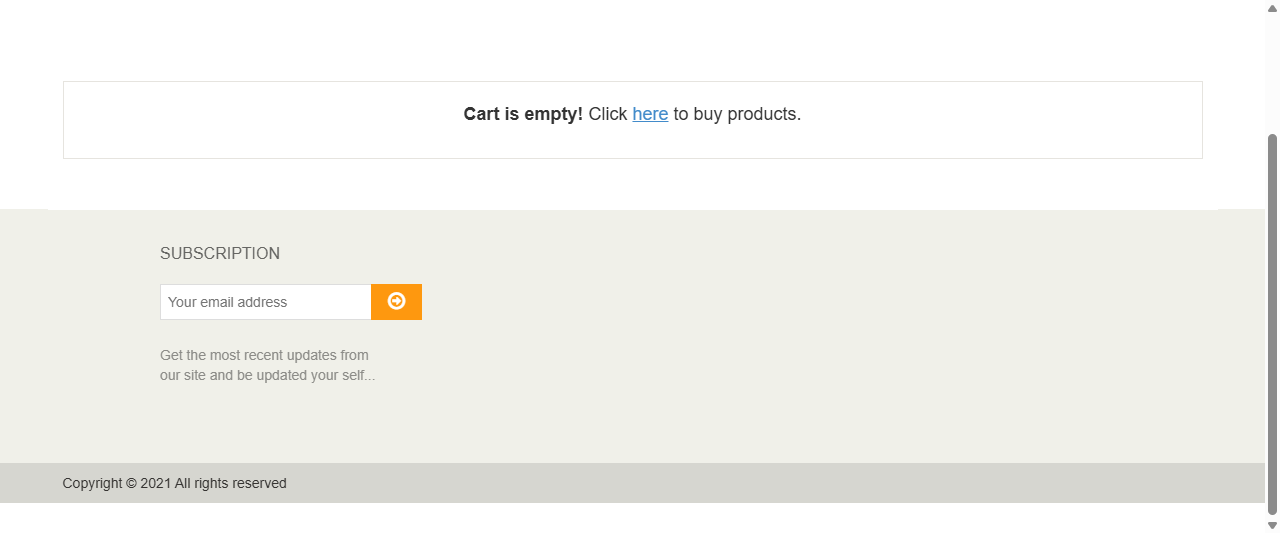 Cart is empty! Click here to buy products.
SUBSCRIPTION
Your email address
Get the most recent updates from
our site and be updated your self...
Copyright © 2021 All rights reserved